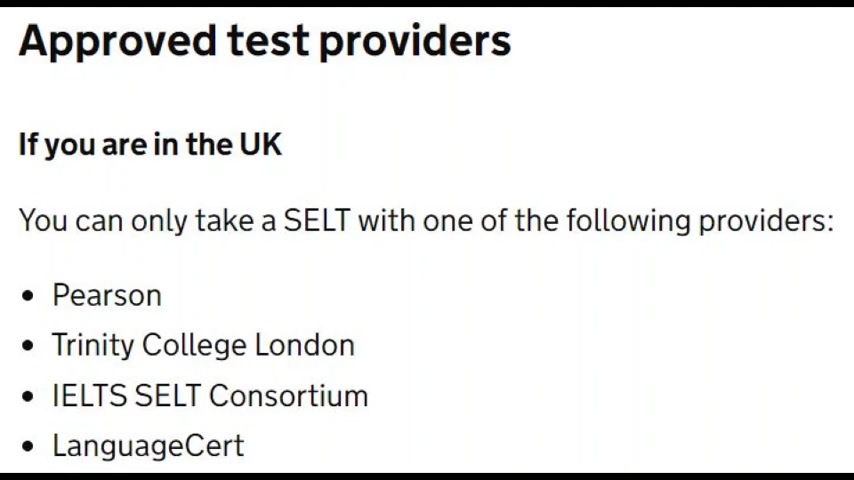 Approved test providers
If you are in the UK
You can only take a SELT with one of the following providers:
• Pearson
• Trinity College London
• IELTS SELT Consortium
• LanguageCert